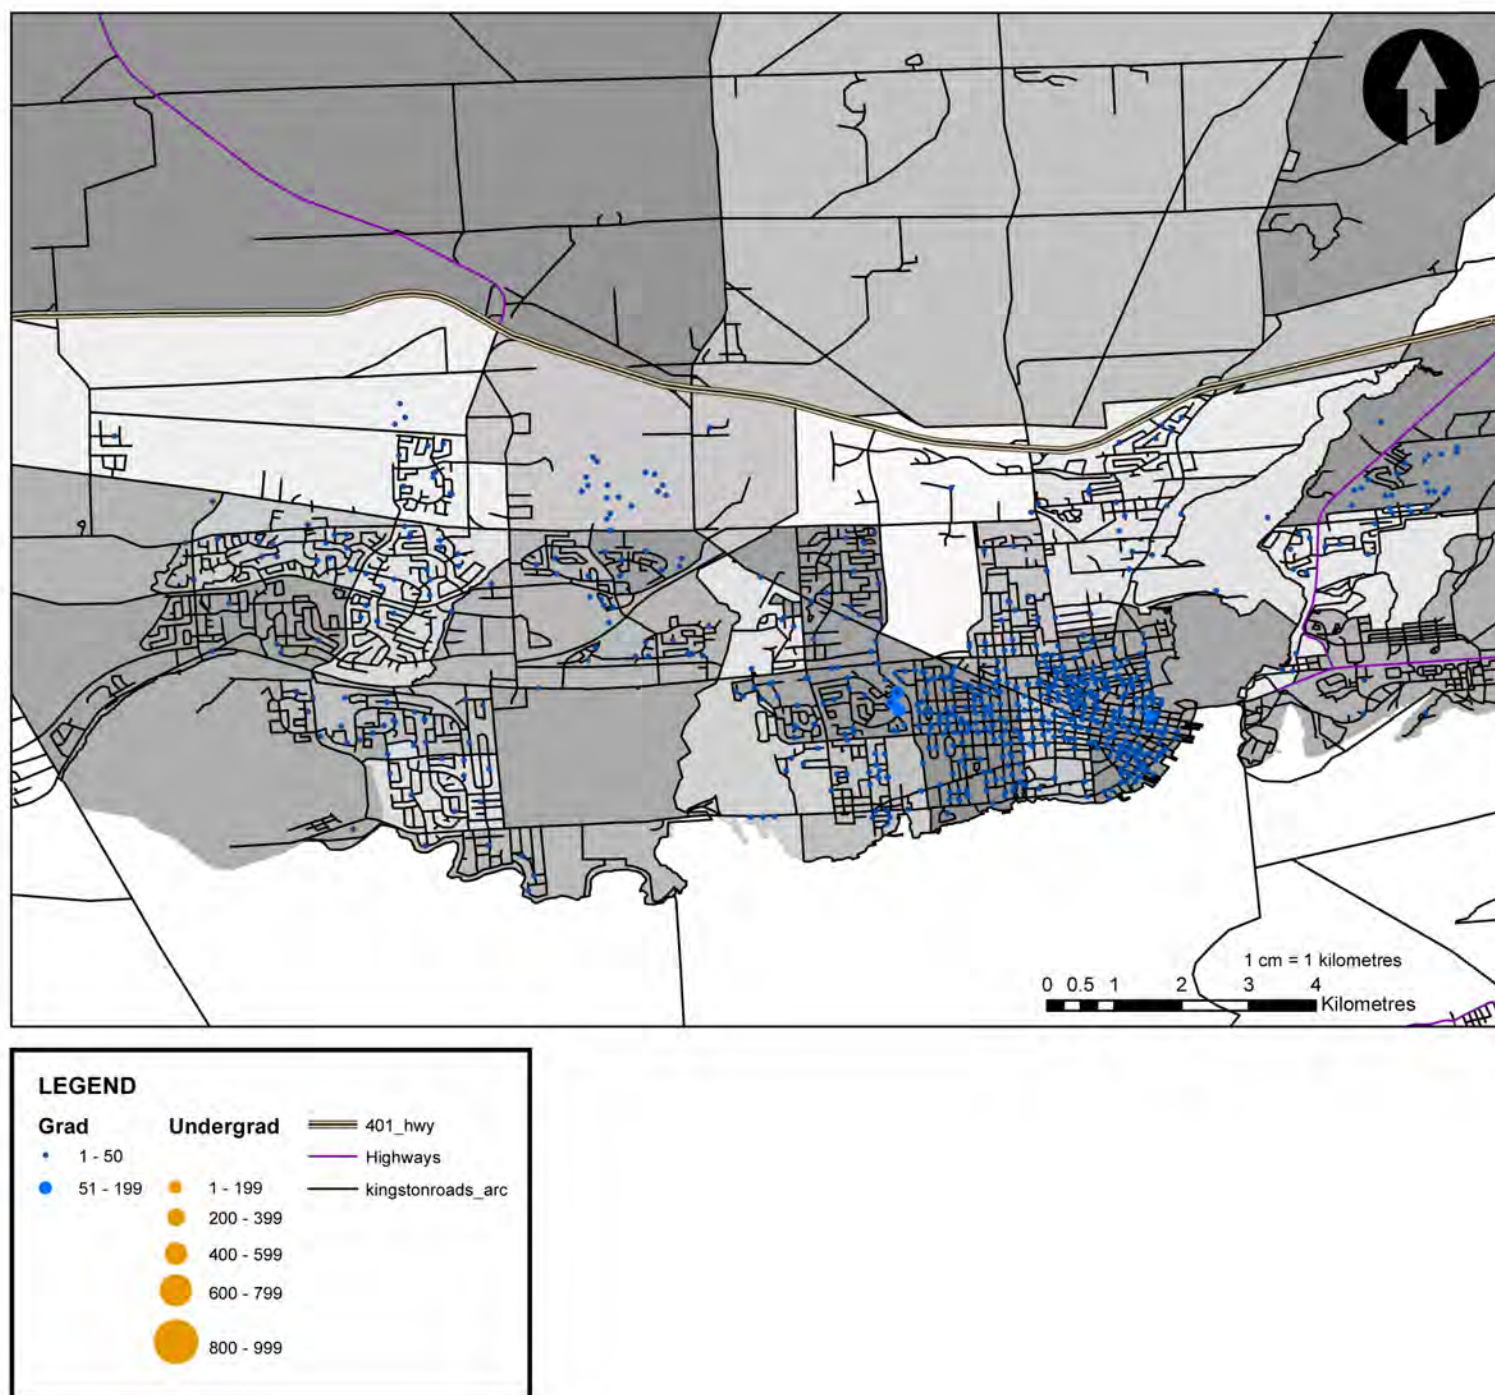 1 cm = 1 kilometres
0 0.5 1 2 3 4
Kilometres
LEGEND
Grad Undergrad 401_hwy
1 - 50 Highways
51 - 199 1 - 199 kingstonroads_arc
200 - 399
400 - 599
600 - 799
800 - 999